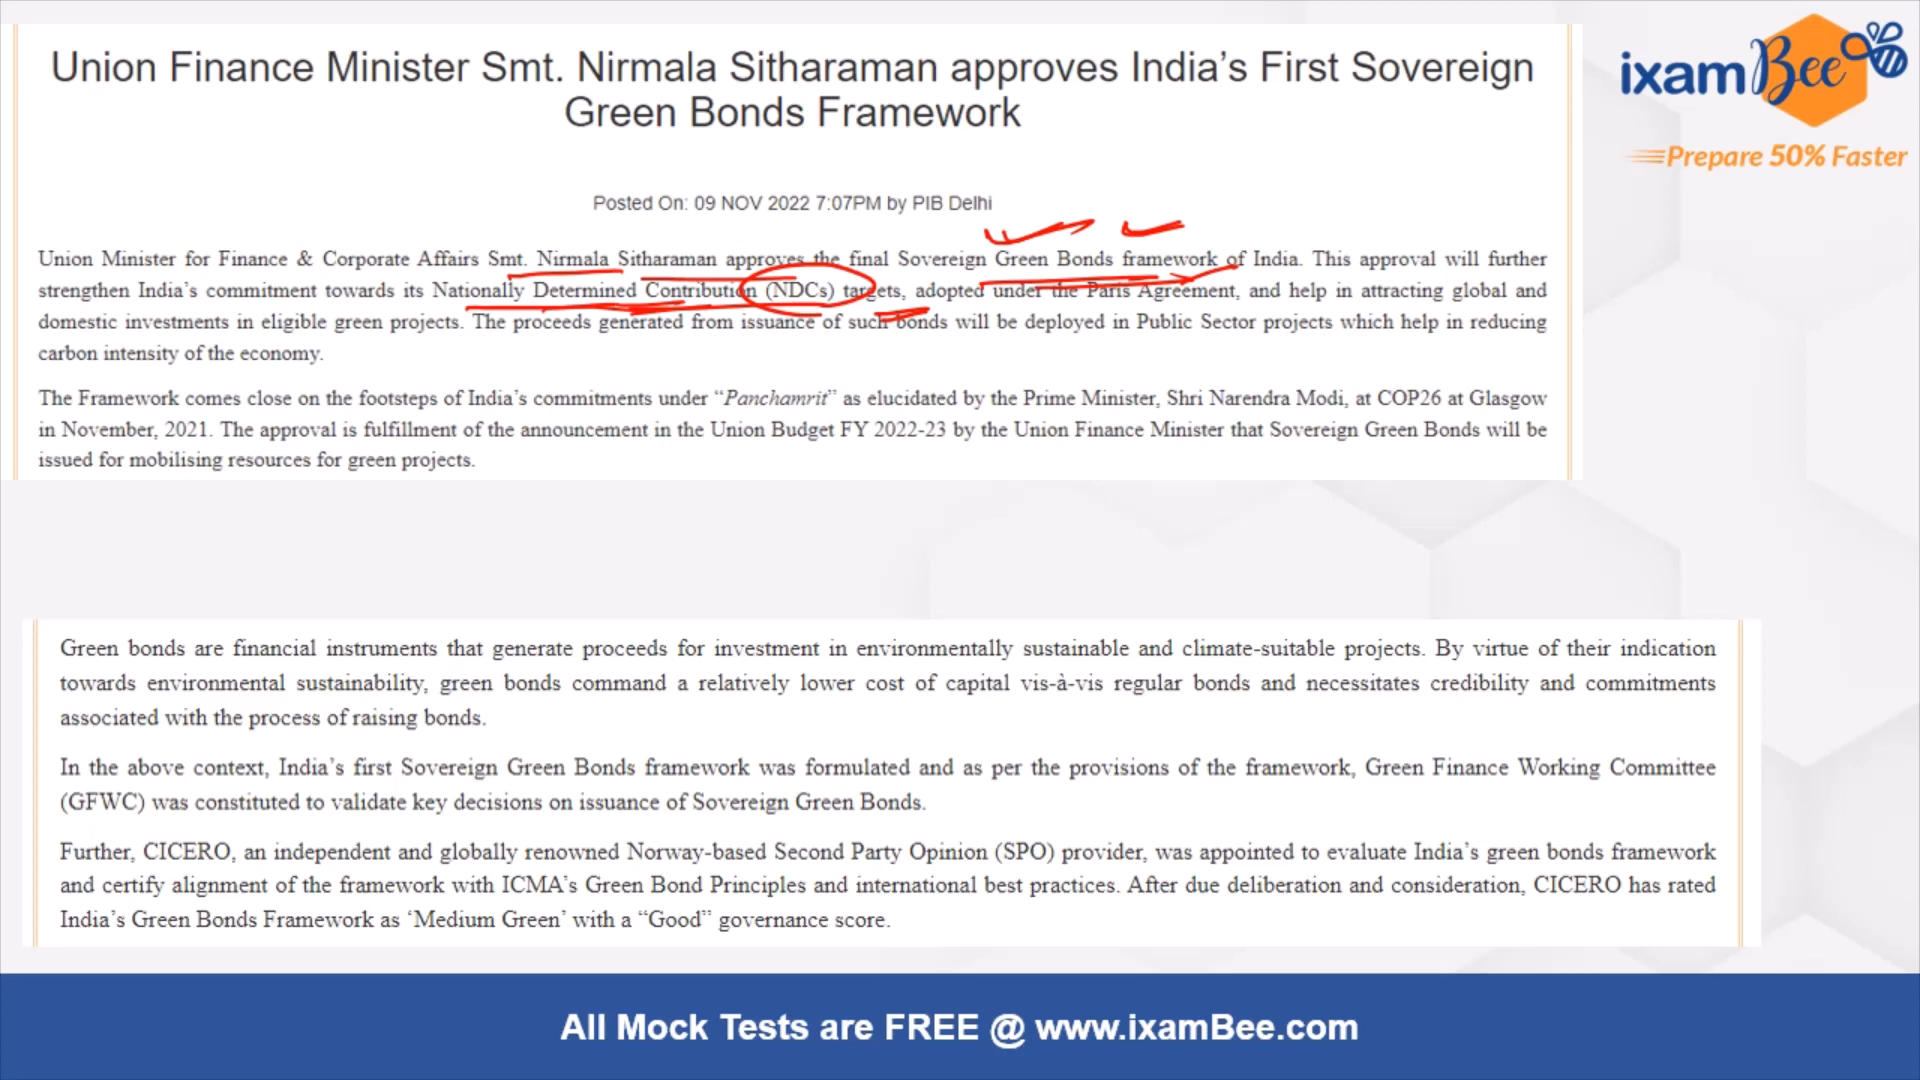 Union Finance Minister Smt. Nirmala Sitharaman approves India's First Sovereign
Green Bonds Framework
ixamBee
Prepare 50% Faster
Posted On: 09 NOV 2022 7:07PM by PIB Delhi
Union Minister for Finance & Corporate Affairs Smt. Nirmala Sitharaman approves the final Sovereign Green Bonds framework of India. This approval will further
strengthen India's commitment towards its Nationally Determined Contribution (NDCs) targets, adopted under the Paris Agreement, and help in attracting global and
domestic investments in eligible green projects. The proceeds generated from issuance of such bonds will be deployed in Public Sector projects which help in reducing
carbon intensity of the economy.
The Framework comes close on the footsteps of India's commitments under “Panchamrit” as elucidated by the Prime Minister, Shri Narendra Modi, at COP26 at Glasgow
in November, 2021. The approval is fulfillment of the announcement in the Union Budget FY 2022-23 by the Union Finance Minister that Sovereign Green Bonds will be
issued for mobilising resources for green projects.
Green bonds are financial instruments that generate proceeds for investment in environmentally sustainable and climate-suitable projects. By virtue of their indication
towards environmental sustainability, green bonds command a relatively lower cost of capital vis-à-vis regular bonds and necessitates credibility and commitments
associated with the process of raising bonds.
In the above context, India's first Sovereign Green Bonds framework was formulated and as per the provisions of the framework, Green Finance Working Committee
(GFWC) was constituted to validate key decisions on issuance of Sovereign Green Bonds.
Further, CICERO, an independent and globally renowned Norway-based Second Party Opinion (SPO) provider, was appointed to evaluate India's green bonds framework
and certify alignment of the framework with ICMA's Green Bond Principles and international best practices. After due deliberation and consideration, CICERO has rated
India's Green Bonds Framework as ‘Medium Green’ with a “Good” governance score.
All Mock Tests are FREE @ www.ixamBee.com